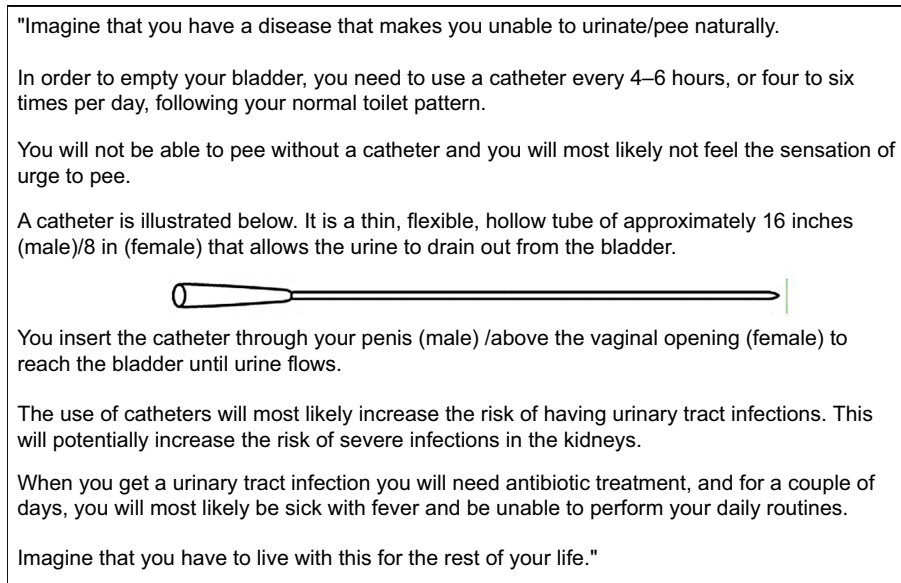 "Imagine that you have a disease that makes you unable to urinate/pee naturally.
In order to empty your bladder, you need to use a catheter every 4–6 hours, or four to six
times per day, following your normal toilet pattern.
You will not be able to pee without a catheter and you will most likely not feel the sensation of
urge to pee.
A catheter is illustrated below. It is a thin, flexible, hollow tube of approximately 16 inches
(male)/8 in (female) that allows the urine to drain out from the bladder.
You insert the catheter through your penis (male) /above the vaginal opening (female) to
reach the bladder until urine flows.
The use of catheters will most likely increase the risk of having urinary tract infections. This
will potentially increase the risk of severe infections in the kidneys.
When you get a urinary tract infection you will need antibiotic treatment, and for a couple of
days, you will most likely be sick with fever and be unable to perform your daily routines.
Imagine that you have to live with this for the rest of your life."